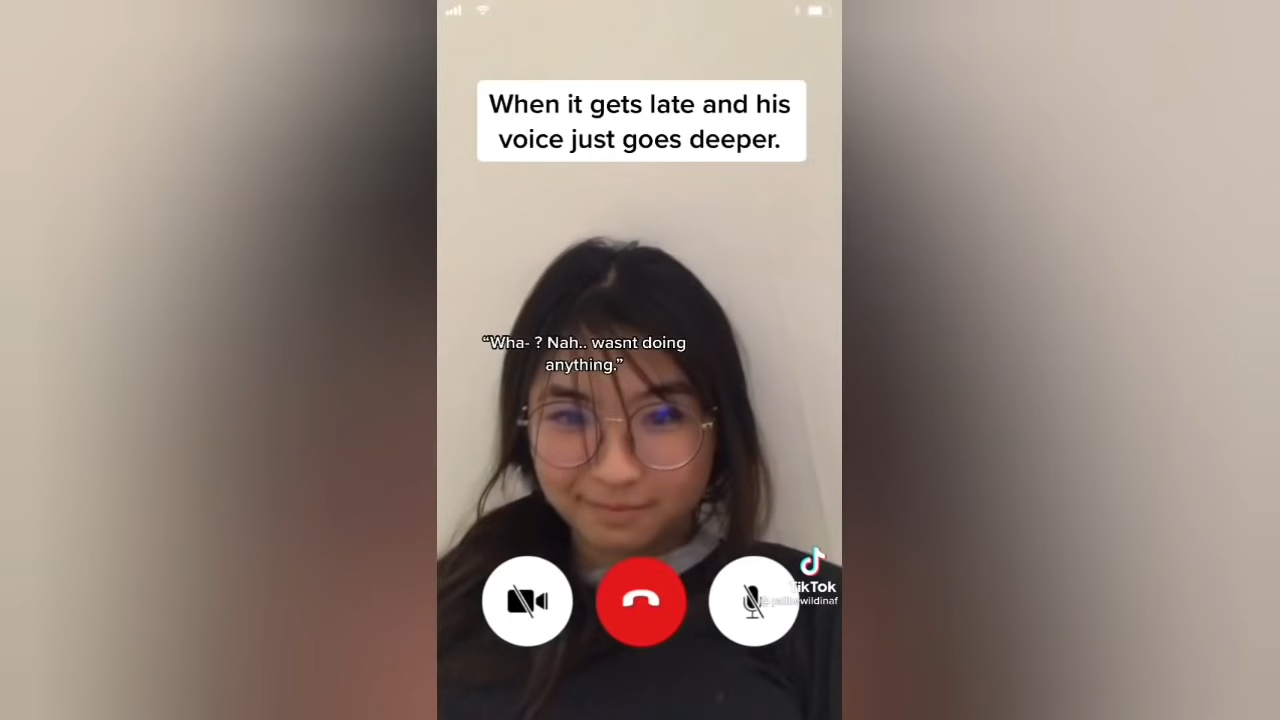 When it gets late and his
voice just goes deeper.
“Wha- ? Nah.. wasnt doing
anything.”
TikTok